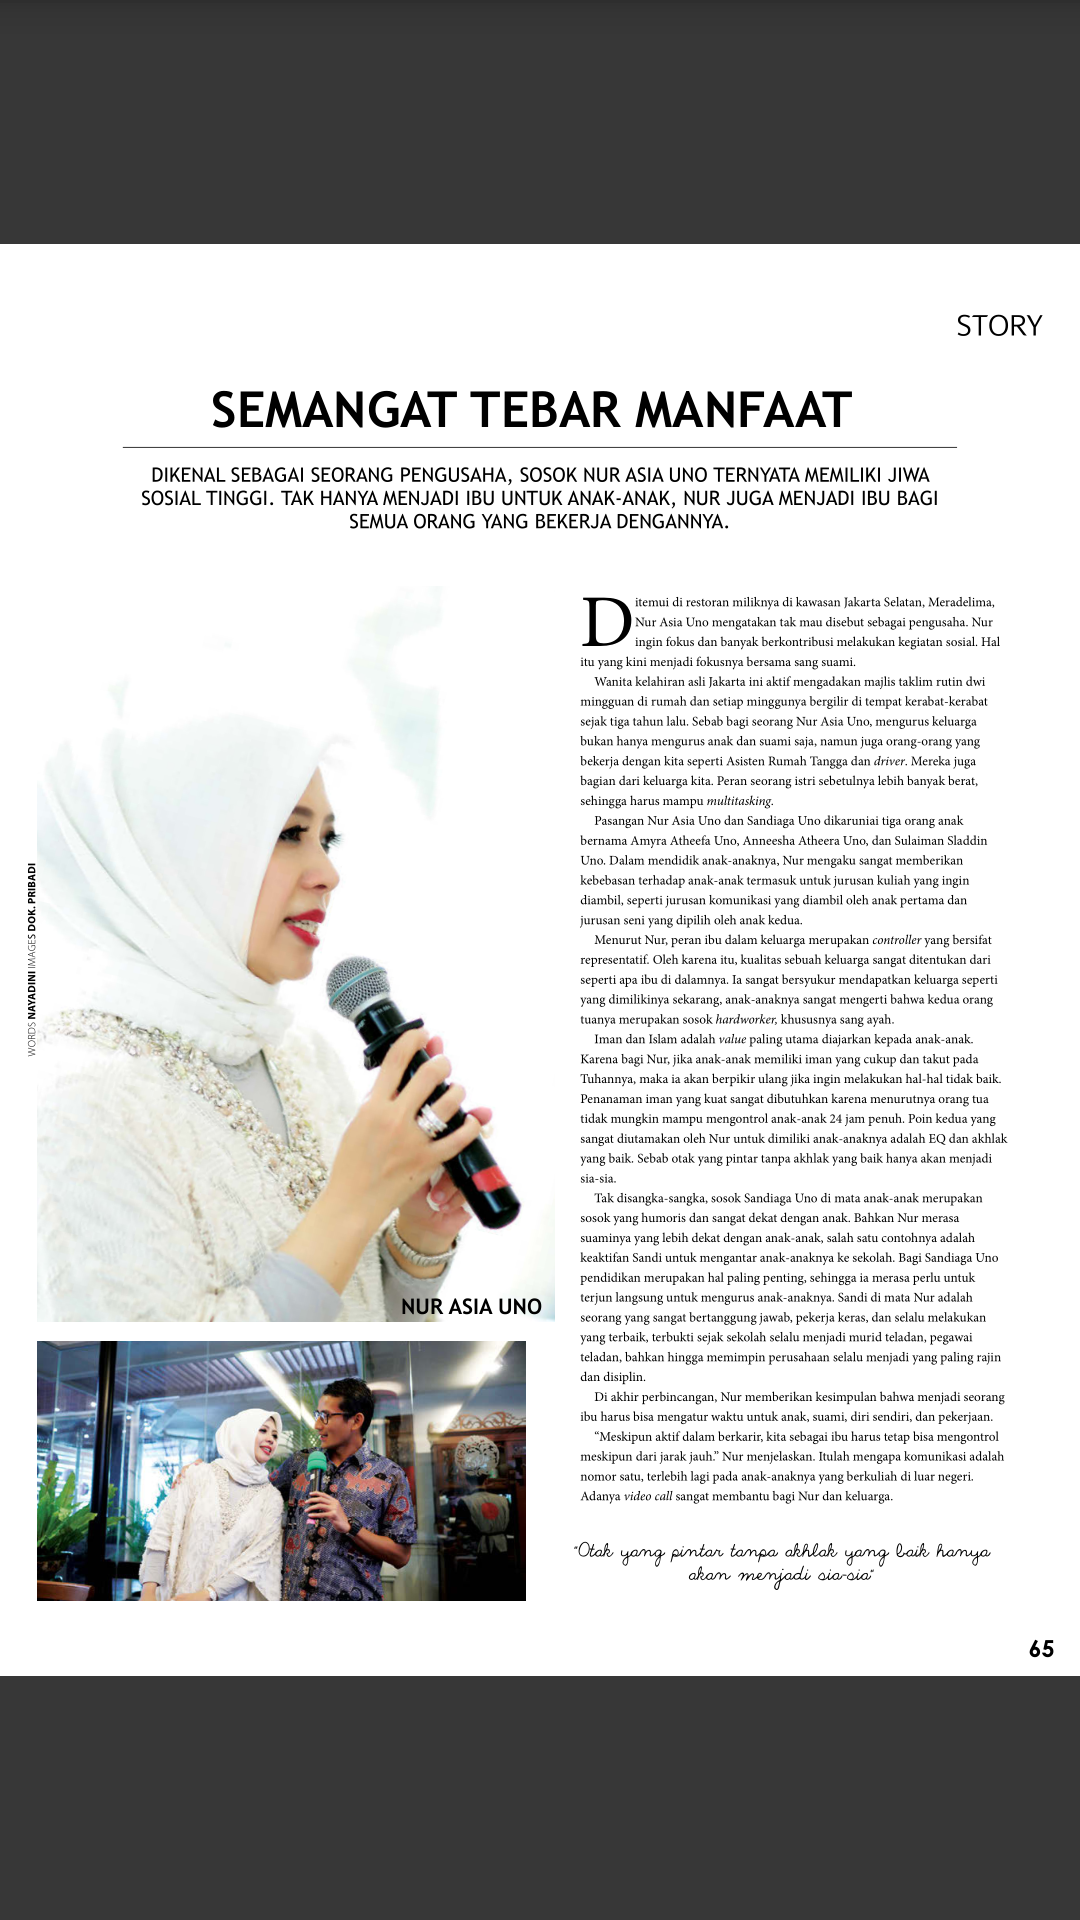 STORY
SEMANGAT TEBAR MANFAAT
DIKENAL SEBAGAI SEORANG PENGUSAHA, SOSOK NUR ASIA UNO TERNYATA MEMILIKI JIWA
SOSIAL TINGGI. TAK HANYA MENJADI IBU UNTUK ANAK-ANAK, NUR JUGA MENJADI IBU BAGI
SEMUA ORANG YANG BEKERJA DENGANNYA.
WORDS NAYADINI IMAGES DOK. PRIBADI
NUR ASIA UNO
Ditemui di restoran miliknya di kawasan Jakarta Selatan, Meradelima,
Nur Asia Uno mengatakan tak mau disebut sebagai pengusaha. Nur
ingin fokus dan banyak berkontribusi melakukan kegiatan sosial. Hal
itu yang kini menjadi fokusnya bersama sang suami.
Wanita kelahiran asli Jakarta ini aktif mengadakan majlis taklim rutin dwi
mingguan di rumah dan setiap minggunya bergilir di tempat kerabat-kerabat
sejak tiga tahun lalu. Sebab bagi seorang Nur Asia Uno, mengurus keluarga
bukan hanya mengurus anak dan suami saja, namun juga orang-orang yang
bekerja dengan kita seperti Asisten Rumah Tangga dan driver. Mereka juga
bagian dari keluarga kita. Peran seorang istri sebetulnya lebih banyak berat,
sehingga harus mampu multitasking.
Pasangan Nur Asia Uno dan Sandiaga Uno dikaruniai tiga orang anak
bernama Amyra Atheefa Uno, Anneesha Atheera Uno, dan Sulaiman Sladdin
Uno. Dalam mendidik anak-anaknya, Nur mengaku sangat memberikan
kebebasan terhadap anak-anak termasuk untuk jurusan kuliah yang ingin
diambil, seperti jurusan komunikasi yang diambil oleh anak pertama dan
jurusan seni yang dipilih oleh anak kedua.
Menurut Nur, peran ibu dalam keluarga merupakan controller yang bersifat
representatif. Oleh karena itu, kualitas sebuah keluarga sangat ditentukan dari
seperti apa ibu di dalamnya. Ia sangat bersyukur mendapatkan keluarga seperti
yang dimilikinya sekarang, anak-anaknya sangat mengerti bahwa kedua orang
tuanya merupakan sosok hardworker, khususnya sang ayah.
Iman dan Islam adalah value paling utama diajarkan kepada anak-anak.
Karena bagi Nur, jika anak-anak memiliki iman yang cukup dan takut pada
Tuhannya, maka ia akan berpikir ulang jika ingin melakukan hal-hal tidak baik.
Penanaman iman yang kuat sangat dibutuhkan karena menurutnya orang tua
tidak mungkin mampu mengontrol anak-anak 24 jam penuh. Poin kedua yang
sangat diutamakan oleh Nur untuk dimiliki anak-anaknya adalah EQ dan akhlak
yang baik. Sebab otak yang pintar tanpa akhlak yang baik hanya akan menjadi
sia-sia.
Tak disangka-sangka, sosok Sandiaga Uno di mata anak-anak merupakan
sosok yang humoris dan sangat dekat dengan anak. Bahkan Nur merasa
suaminya yang lebih dekat dengan anak-anak, salah satu contohnya adalah
keaktifan Sandi untuk mengantar anak-anaknya ke sekolah. Bagi Sandiaga Uno
pendidikan merupakan hal paling penting, sehingga ia merasa perlu untuk
terjun langsung untuk mengurus anak-anaknya. Sandi di mata Nur adalah
seorang yang sangat bertanggung jawab, pekerja keras, dan selalu melakukan
yang terbaik, terbukti sejak sekolah selalu menjadi murid teladan, pegawai
teladan, bahkan hingga memimpin perusahaan selalu menjadi yang paling rajin
dan disiplin.
Di akhir perbincangan, Nur memberikan kesimpulan bahwa menjadi seorang
ibu harus bisa mengatur waktu untuk anak, suami, diri sendiri, dan pekerjaan.
“Meskipun aktif dalam berkarir, kita sebagai ibu harus tetap bisa mengontrol
meskipun dari jarak jauh.” Nur menjelaskan. Itulah mengapa komunikasi adalah
nomor satu, terlebih lagi pada anak-anaknya yang berkuliah di luar negeri.
Adanya video call sangat membantu bagi Nur dan keluarga.
"Otak yang pintar tanpa akhlak yang baik hanya
akan menjadi sia-sia"
65